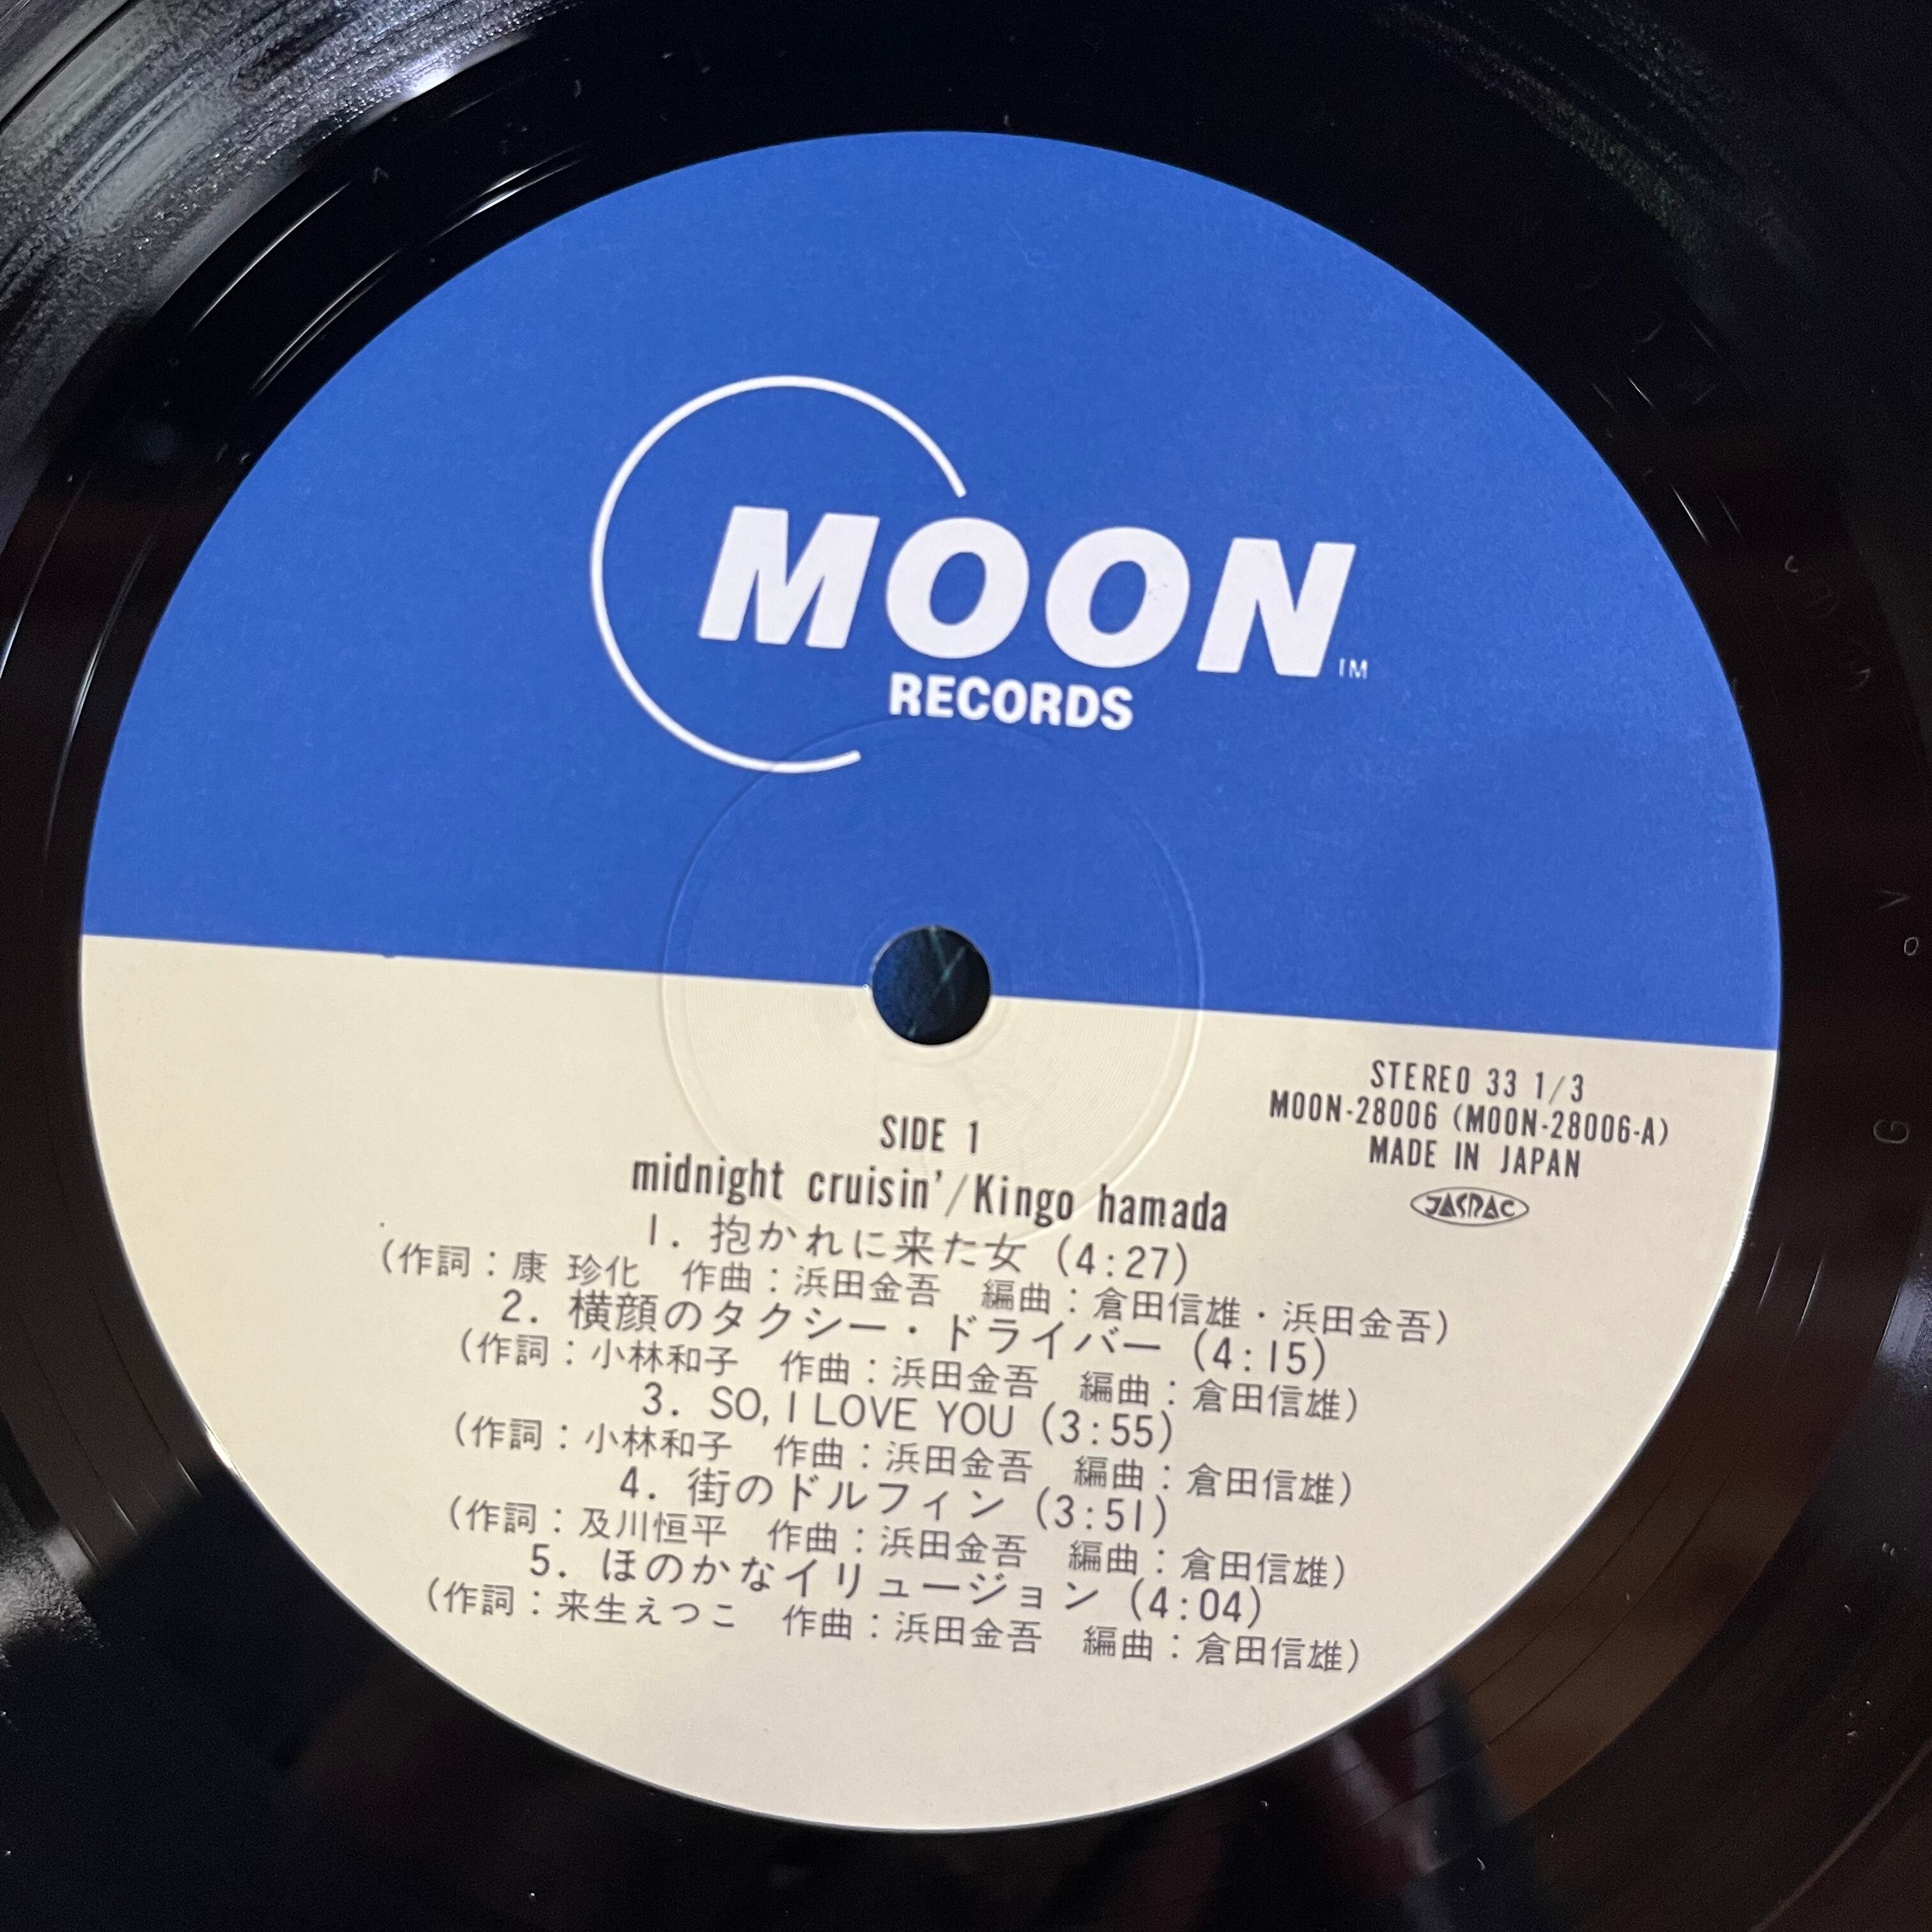 MOON
TM
RECORDS
STEREO 33 1/3
MOON-28006 (MOON-28006-A)
MADE IN JAPAN
JASRAC
SIDE 1
midnight cruisin'/Kingo hamada
1. 抱かれに来た女 (4:27)
(作詞：康 珍化　作曲：浜田金吾　編曲：倉田信雄・浜田金吾)
2. 横顔のタクシー・ドライバー (4:15)
(作詞：小林和子　作曲：浜田金吾　編曲：倉田信雄)
3. SO, I LOVE YOU (3:55)
(作詞：小林和子　作曲：浜田金吾　編曲：倉田信雄)
4. 街のドルフィン (3:51)
(作詞：及川恒平　作曲：浜田金吾　編曲：倉田信雄)
5. ほのかなイリュージョン (4:04)
(作詞：来生えつこ　作曲：浜田金吾　編曲：倉田信雄)